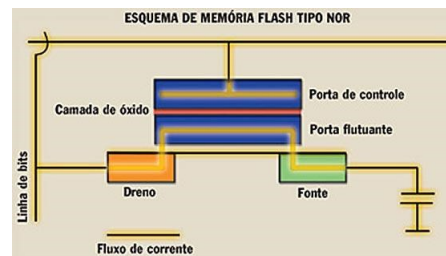 ESQUEMA DE MEMÓRIA FLASH TIPO NOR
Porta de controle
Camada de óxido
Porta flutuante
Linha de bits
Dreno
Fonte
Fluxo de corrente